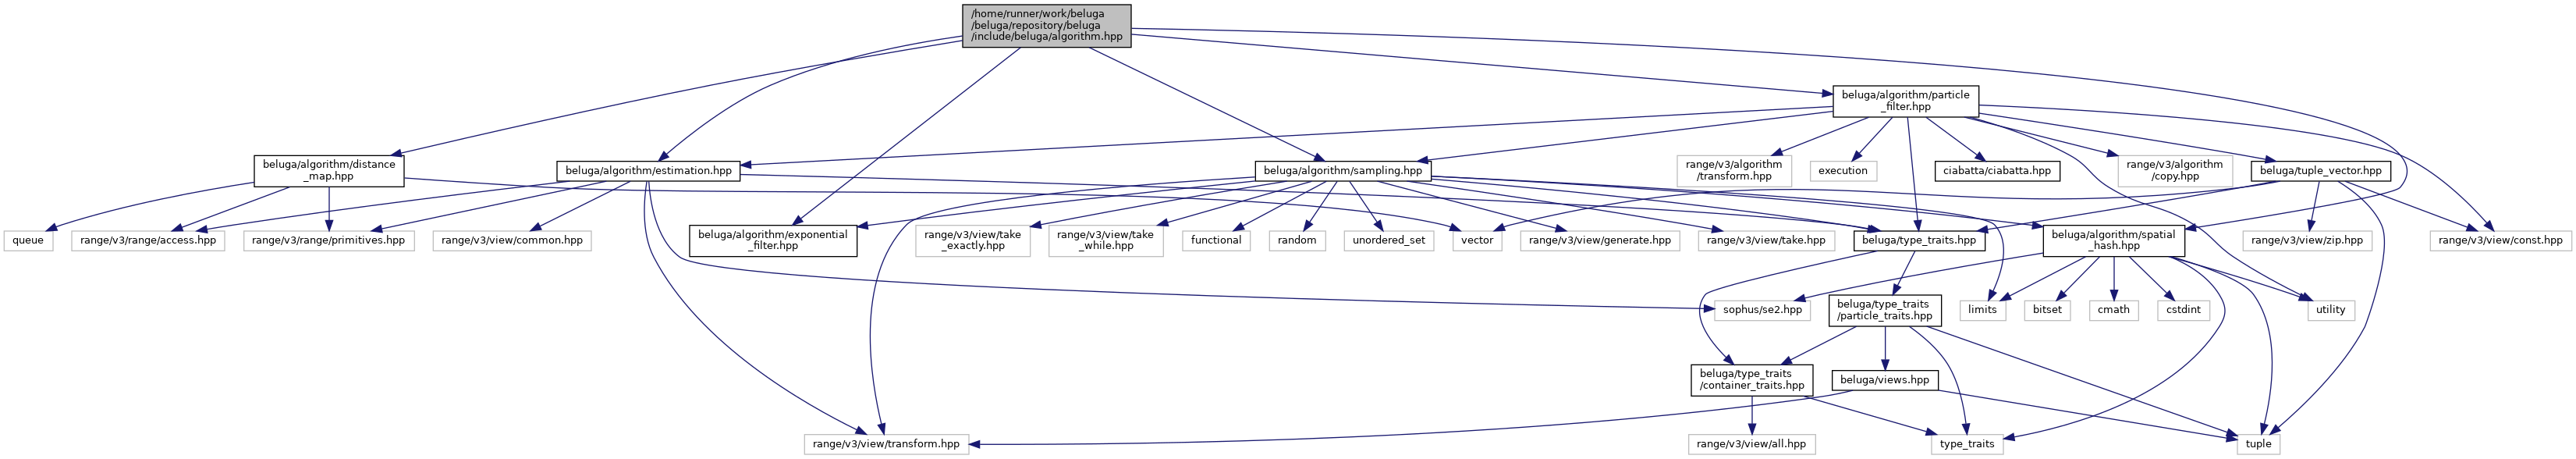 /home/runner/work/beluga
/beluga/repository/beluga
/include/beluga/algorithm.hpp
beluga/algorithm/particle
_filter.hpp
beluga/algorithm/distance
_map.hpp
beluga/algorithm/estimation.hpp
beluga/algorithm/sampling.hpp
range/v3/algorithm
/transform.hpp
execution
ciabatta/ciabatta.hpp
range/v3/algorithm
/copy.hpp
beluga/tuple_vector.hpp
queue
range/v3/range/access.hpp
range/v3/range/primitives.hpp
range/v3/view/common.hpp
beluga/algorithm/exponential
_filter.hpp
range/v3/view/take
_exactly.hpp
range/v3/view/take
_while.hpp
functional
random
unordered_set
vector
range/v3/view/generate.hpp
range/v3/view/take.hpp
beluga/type_traits.hpp
beluga/algorithm/spatial
_hash.hpp
range/v3/view/zip.hpp
range/v3/view/const.hpp
sophus/se2.hpp
beluga/type_traits
/particle_traits.hpp
limits
bitset
cmath
cstdint
utility
beluga/type_traits
/container_traits.hpp
beluga/views.hpp
range/v3/view/transform.hpp
range/v3/view/all.hpp
type_traits
tuple